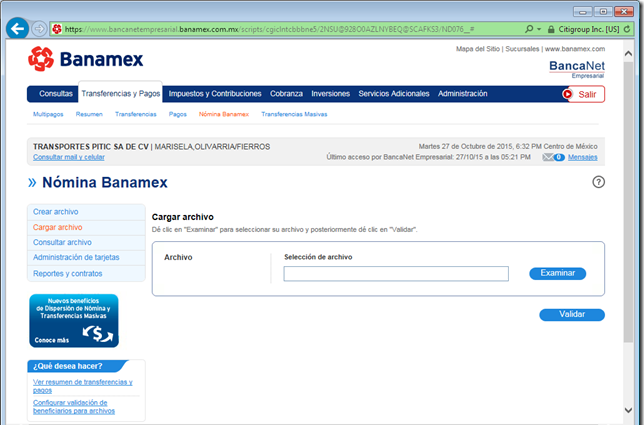 https://www.bancanetempresarial.banamex.com.mx/scripts/cgiclntcbbbne5/2NSU@928O0AZLNYBEQ@SCAFKS3/ND076__#
Citigroup Inc. [US]
Mapa del Sitio | Sucursales | www.banamex.com
Banamex
BancaNet
Empresarial
Consultas Transferencias y Pagos Impuestos y Contribuciones Cobranza Inversiones Servicios Adicionales Administración Salir
Multipagos Resumen Transferencias Pagos Nómina Banamex Transferencias Masivas
TRANSPORTES PITIC SA DE CV | MARISELA,OLIVARRIA/FIERROS
Martes 27 de Octubre de 2015, 6:32 PM Centro de México
Consultar mail y celular
Último acceso por BancaNet Empresarial: 27/10/15 a las 05:21 PM 0 Mensajes
» Nómina Banamex ?
Crear archivo
Cargar archivo
Consultar archivo
Administración de tarjetas
Reportes y contratos
Cargar archivo
Dé clic en "Examinar" para seleccionar su archivo y posteriormente dé clic en "Validar".
Archivo
Selección de archivo
Examinar
Validar
Nuevos beneficios
de Dispersión de Nómina y
Transferencias Masivas
Conoce más
¿Qué desea hacer?
Ver resumen de transferencias y
pagos
Configurar validación de
beneficiarios para archivos